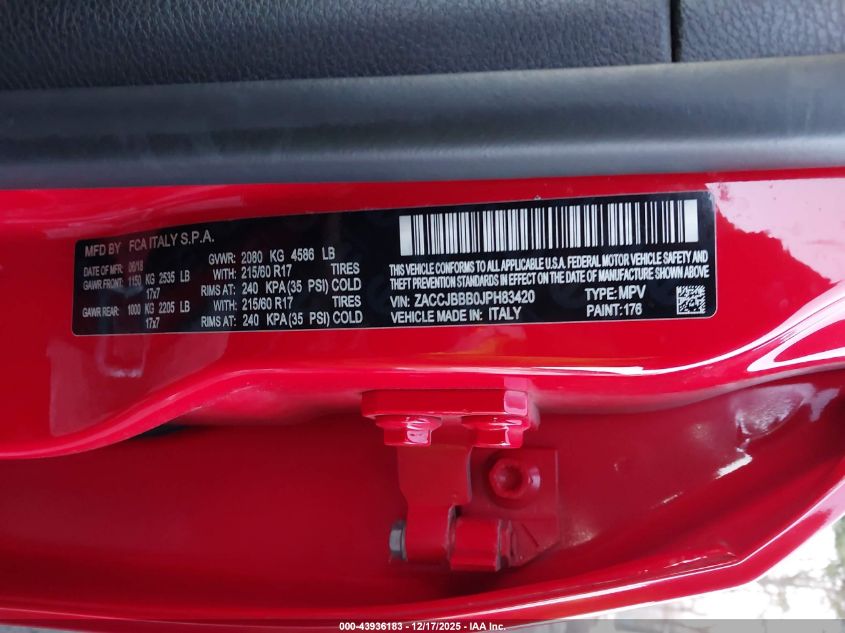 MFD BY FCA ITALY S.P.A.
DATE OF MFR: 06/18 GVWR: 2080 KG 4586 LB
GAWR FRONT: 1150 KG 2535 LB WITH: 215/60 R17 TIRES
17x7 RIMS AT: 240 KPA(35 PSI) COLD
GAWR REAR: 1000 KG 2205 LB WITH: 215/60 R17 TIRES
17x7 RIMS AT: 240 KPA(35 PSI) COLD
THIS VEHICLE CONFORMS TO ALL APPLICABLE U.S.A. FEDERAL MOTOR VEHICLE SAFETY AND
THEFT PREVENTION STANDARDS IN EFFECT ON THE DATE OF MANUFACTURE SHOWN ABOVE.
VIN: ZACCJBBB0JPH83420 TYPE: MPV
VEHICLE MADE IN: ITALY PAINT: 176
000-43936183 - 12/17/2025 - IAA Inc.